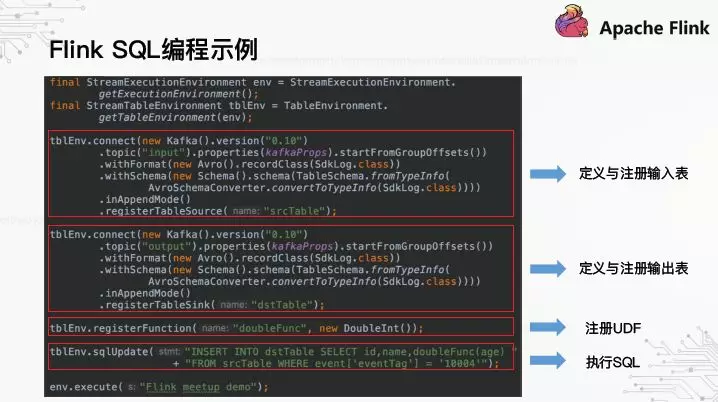 Apache Flink
Flink SQL编程示例
final StreamExecutionEnvironment env = StreamExecutionEnvironment.
getExecutionEnvironment();
final StreamTableEnvironment tblEnv = TableEnvironment.
getTableEnvironment(env);
tblEnv.connect(new Kafka().version("0.10")
.topic("input").properties(kafkaProps).startFromGroupOffsets())
.withFormat(new Avro().recordClass(SdkLog.class))
.withSchema(new Schema().schema(TableSchema.fromTypeInfo(
AvroSchemaConverter.convertToTypeInfo(SdkLog.class))))
.inAppendMode()
.registerTableSource( name: "srcTable");
定义与注册输入表
tblEnv.connect(new Kafka().version("0.10")
.topic("output").properties(kafkaProps).startFromGroupOffsets())
.withFormat(new Avro().recordClass(SdkLog.class))
.withSchema(new Schema().schema(TableSchema.fromTypeInfo(
AvroSchemaConverter.convertToTypeInfo(SdkLog.class))))
.inAppendMode()
.registerTableSink( name: "dstTable");
定义与注册输出表
tblEnv.registerFunction( name: "doubleFunc", new DoubleInt());
注册UDF
tblEnv.sqlUpdate( stmt: "INSERT INTO dstTable SELECT id,name,doubleFunc(age) "
+ "FROM srcTable WHERE event['eventTag'] = '10004'");
执行SQL
env.execute( s: "Flink meetup demo");